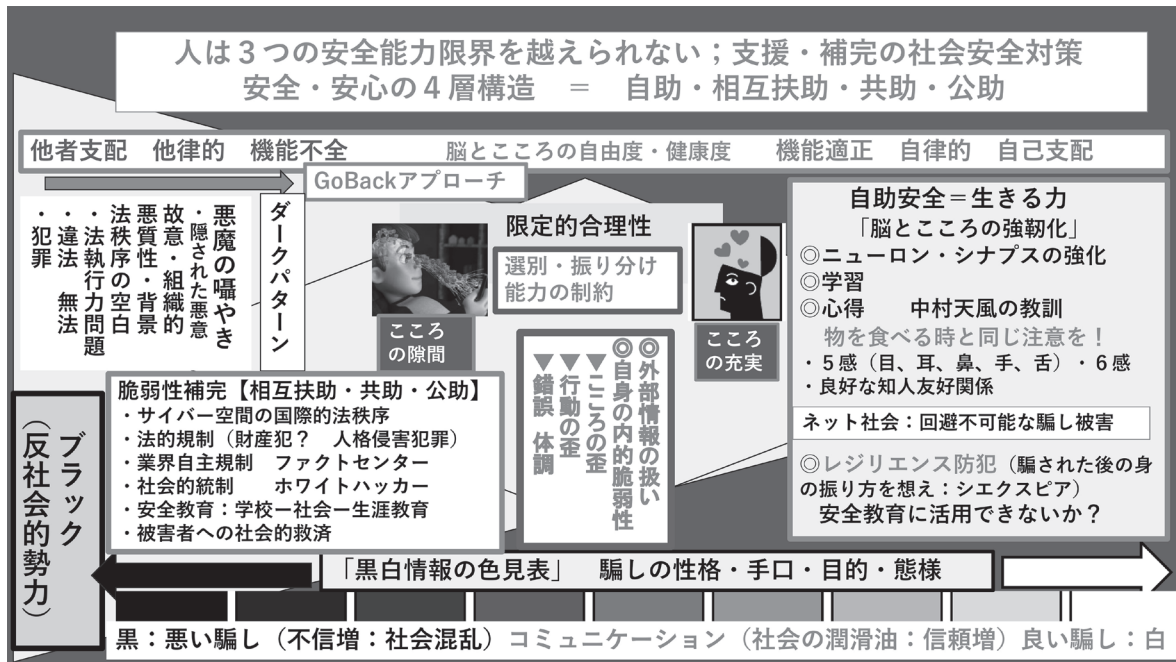 人は３つの安全能力限界を越えられない；支援・補完の社会安全対策
安全・安心の４層構造　＝　自助・相互扶助・共助・公助
他者支配　他律的　機能不全　脳とこころの自由度・健康度　機能適正　自律的　自己支配
GoBackアプローチ
悪魔の囁やき
・隠された悪意
故意・組織的
悪質性・背景
法秩序の空白
・法執行力問題
・違法　無法
・犯罪
ダークパターン
こころ
の隙間
限定的合理性
選別・振り分け
能力の制約
こころ
の充実
◎外部情報の扱い
◎自身の内的脆弱性
▼こころの歪
▼行動の歪
▼錯誤　体調
自助安全＝生きる力
「脳とこころの強靭化」
◎ニューロン・シナプスの強化
◎学習
◎心得　中村天風の教訓
物を食べる時と同じ注意を！
・５感（目、耳、鼻、手、舌）・６感
・良好な知人友好関係
ネット社会：回避不可能な騙し被害
◎レジリエンス防犯（騙された後の身
の振り方を想え：シエクスピア）
安全教育に活用できないか？
脆弱性補完【相互扶助・共助・公助】
・サイバー空間の国際的法秩序
・法的規制（財産犯？　人格侵害犯罪）
・業界自主規制　ファクトセンター
・社会的統制　ホワイトハッカー
・安全教育：学校ー社会ー生涯教育
・被害者への社会的救済
ブラック
（反社会的勢力）
「黒白情報の色見表」　騙しの性格・手口・目的・態様
黒：悪い騙し（不信増：社会混乱）コミュニケーション（社会の潤滑油：信頼増）良い騙し：白